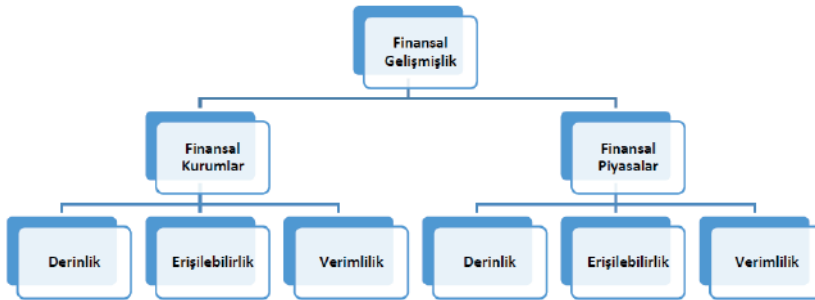 Finansal
Gelişmişlik
Finansal
Kurumlar
Finansal
Piyasalar
Derinlik
Erişilebilirlik
Verimlilik
Derinlik
Erişilebilirlik
Verimlilik